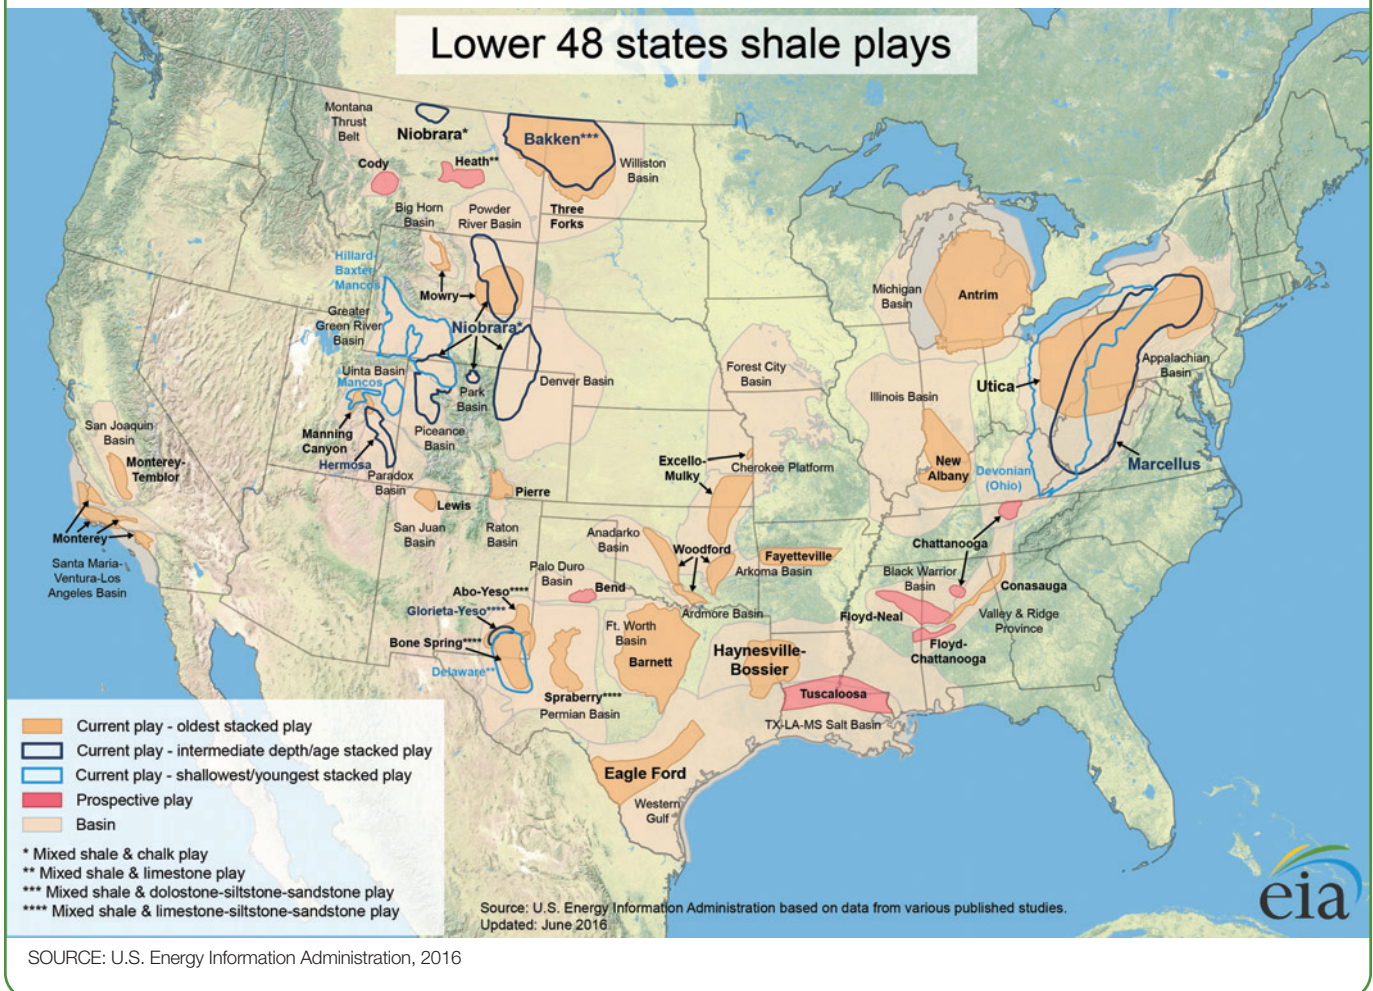 Lower 48 states shale plays
Montana
Thrust
Belt
Niobrara*
Bakken***
Cody
Heath**
Williston
Basin
Big Horn
Basin
Powder
River Basin
Three
Forks
Hillard-
Baxter-
Mancos
Mowry
Greater
Green River
Basin
Niobrara*
Michigan
Basin
Antrim
Uinta Basin
Mancos
Park
Basin
Denver Basin
Forest City
Basin
Illinois Basin
Utica
Appalachian
Basin
Manning
Canyon
Piceance
Basin
Hermosa
Paradox
Basin
San Joaquin
Basin
Monterey-
Temblor
Excello-
Mulky
Cherokee Platform
New
Albany
Devonian
(Ohio)
Marcellus
Lewis
Pierre
San Juan
Basin
Raton
Basin
Monterey
Santa Maria-
Ventura-Los
Angeles Basin
Anadarko
Basin
Woodford
Fayetteville
Arkoma Basin
Chattanooga
Black Warrior
Basin
Conasauga
Palo Duro
Basin
Bend
Abo-Yeso****
Glorieta-Yeso****
Bone Spring****
Delaware**
Ardmore Basin
Floyd-Neal
Valley & Ridge
Province
Floyd-
Chattanooga
Ft. Worth
Basin
Barnett
Haynesville-
Bossier
Spraberry****
Permian Basin
Tuscaloosa
TX-LA-MS Salt Basin
Eagle Ford
Western
Gulf
Current play - oldest stacked play
Current play - intermediate depth/age stacked play
Current play - shallowest/youngest stacked play
Prospective play
Basin
* Mixed shale & chalk play
** Mixed shale & limestone play
*** Mixed shale & dolostone-siltstone-sandstone play
**** Mixed shale & limestone-siltstone-sandstone play
Source: U.S. Energy Information Administration based on data from various published studies.
Updated: June 2016
eia
SOURCE: U.S. Energy Information Administration, 2016